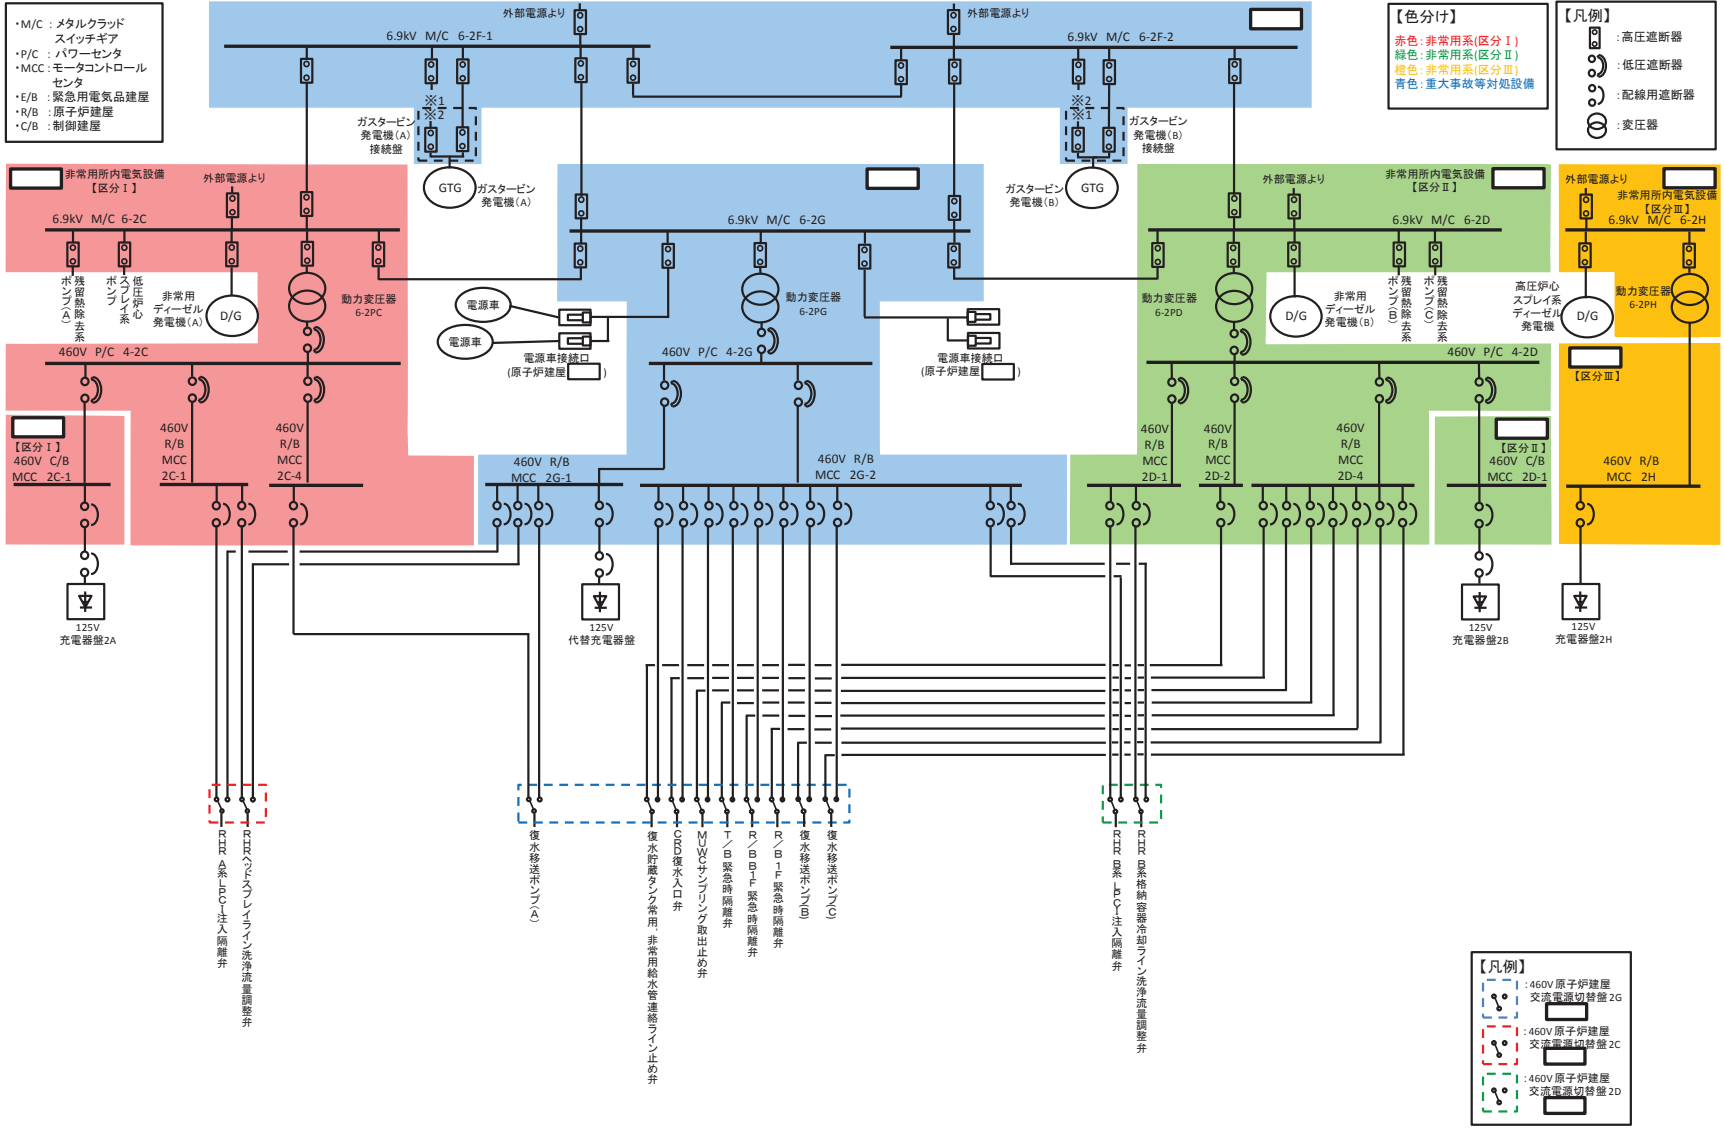 ・M/C ：メタルクラッド
スイッチギア
・P/C ：パワーセンタ
・MCC：モータコントロール
センタ
・E/B ：緊急用電気品建屋
・R/B ：原子炉建屋
・C/B ：制御建屋
外部電源より
外部電源より
6.9kV M/C 6-2F-1
6.9kV M/C 6-2F-2
【色分け】
赤色：非常用系(区分Ⅰ)
緑色：非常用系(区分Ⅱ)
橙色：非常用系(区分Ⅲ)
青色：重大事故等対処設備
【凡例】
：高圧遮断器
：低圧遮断器
：配線用遮断器
：変圧器
※1
※2
ガスタービン
発電機(A)
接続盤
GTG
ガスタービン
発電機(A)
※2
※1
ガスタービン
発電機(B)
接続盤
GTG
ガスタービン
発電機(B)
非常用所内電気設備
【区分Ⅰ】
外部電源より
6.9kV M/C 6-2C
残留熱除去系
ポンプ(A)
低圧炉心
スプレイ系
ポンプ
非常用
ディーゼル
発電機(A)
D/G
動力変圧器
6-2PC
460V P/C 4-2C
6.9kV M/C 6-2G
電源車
電源車
電源車接続口
(原子炉建屋 )
動力変圧器
6-2PG
460V P/C 4-2G
電源車接続口
(原子炉建屋 )
外部電源より
非常用所内電気設備
【区分Ⅱ】
6.9kV M/C 6-2D
動力変圧器
6-2PD
D/G
非常用
ディーゼル
発電機(B)
残留熱除去系
ポンプ(B)
残留熱除去系
ポンプ(C)
460V P/C 4-2D
外部電源より
非常用所内電気設備
【区分Ⅲ】
6.9kV M/C 6-2H
高圧炉心
スプレイ系
ディーゼル
発電機
D/G
動力変圧器
6-2PH
【区分Ⅲ】
【区分Ⅰ】
460V C/B
MCC 2C-1
460V
R/B
MCC
2C-1
460V
R/B
MCC
2C-4
460V R/B
MCC 2G-1
460V R/B
MCC 2G-2
460V
R/B
MCC
2D-1
460V
R/B
MCC
2D-2
460V
R/B
MCC
2D-4
【区分Ⅱ】
460V C/B
MCC 2D-1
460V R/B
MCC 2H
125V
充電器盤2A
125V
代替充電器盤
125V
充電器盤2B
125V
充電器盤2H
RHR A系LPCI注入隔離弁
RHRヘッドスプレイライン洗浄流量調整弁
復水移送ポンプ(A)
復水貯蔵タンク常用、非常用給水管連絡ライン止め弁
CRD復水入口弁
MUWCサンプリング取出止め弁
T/B 緊急時隔離弁
R/B B1F 緊急時隔離弁
R/B 1F 緊急時隔離弁
復水移送ポンプ(B)
復水移送ポンプ(C)
RHR B系 LPCI注入隔離弁
RHR B系格納容器冷却ライン洗浄流量調整弁
【凡例】
：460V 原子炉建屋
交流電源切替盤2G
：460V 原子炉建屋
交流電源切替盤2C
：460V 原子炉建屋
交流電源切替盤2D